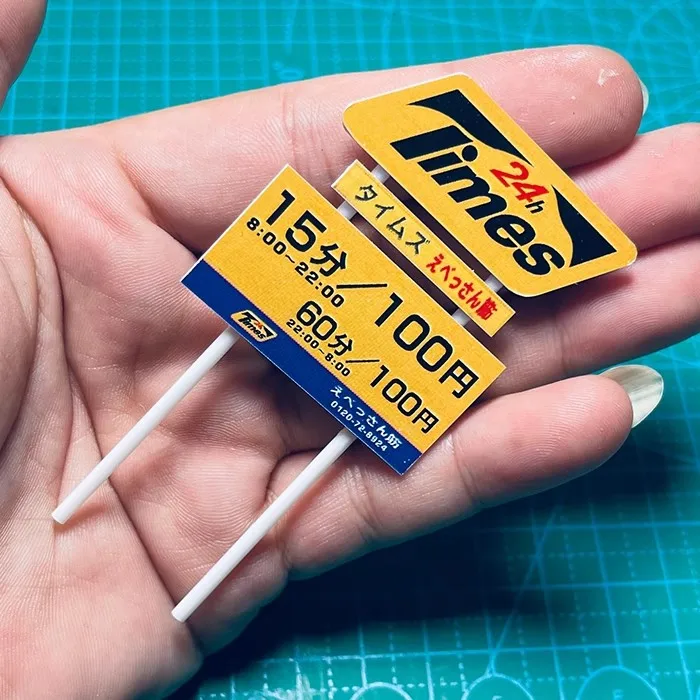 24h
Times
タイムズ えべっさん筋
15分／100円
8:00～22:00
60分／100円
22:00～8:00
24h
Times
えべっさん筋
0120-72-8924